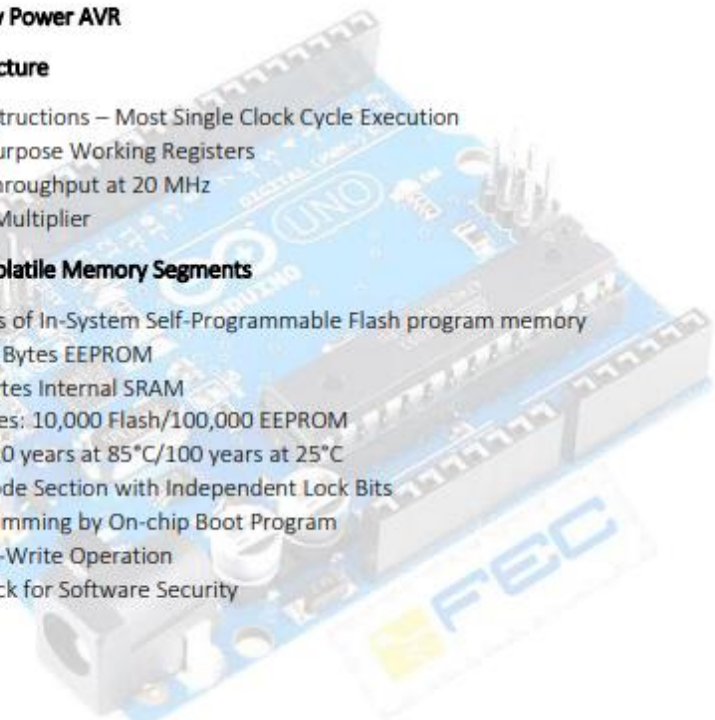 Power AVR
cture
tructions – Most Single Clock Cycle Execution
urpose Working Registers
hroughput at 20 MHz
Multiplier
olatile Memory Segments
s of In-System Self-Programmable Flash program memory
Bytes EEPROM
tes Internal SRAM
es: 10,000 Flash/100,000 EEPROM
0 years at 85°C/100 years at 25°C
ode Section with Independent Lock Bits
mming by On-chip Boot Program
-Write Operation
ck for Software Security
UNO
DIGITAL
FEC